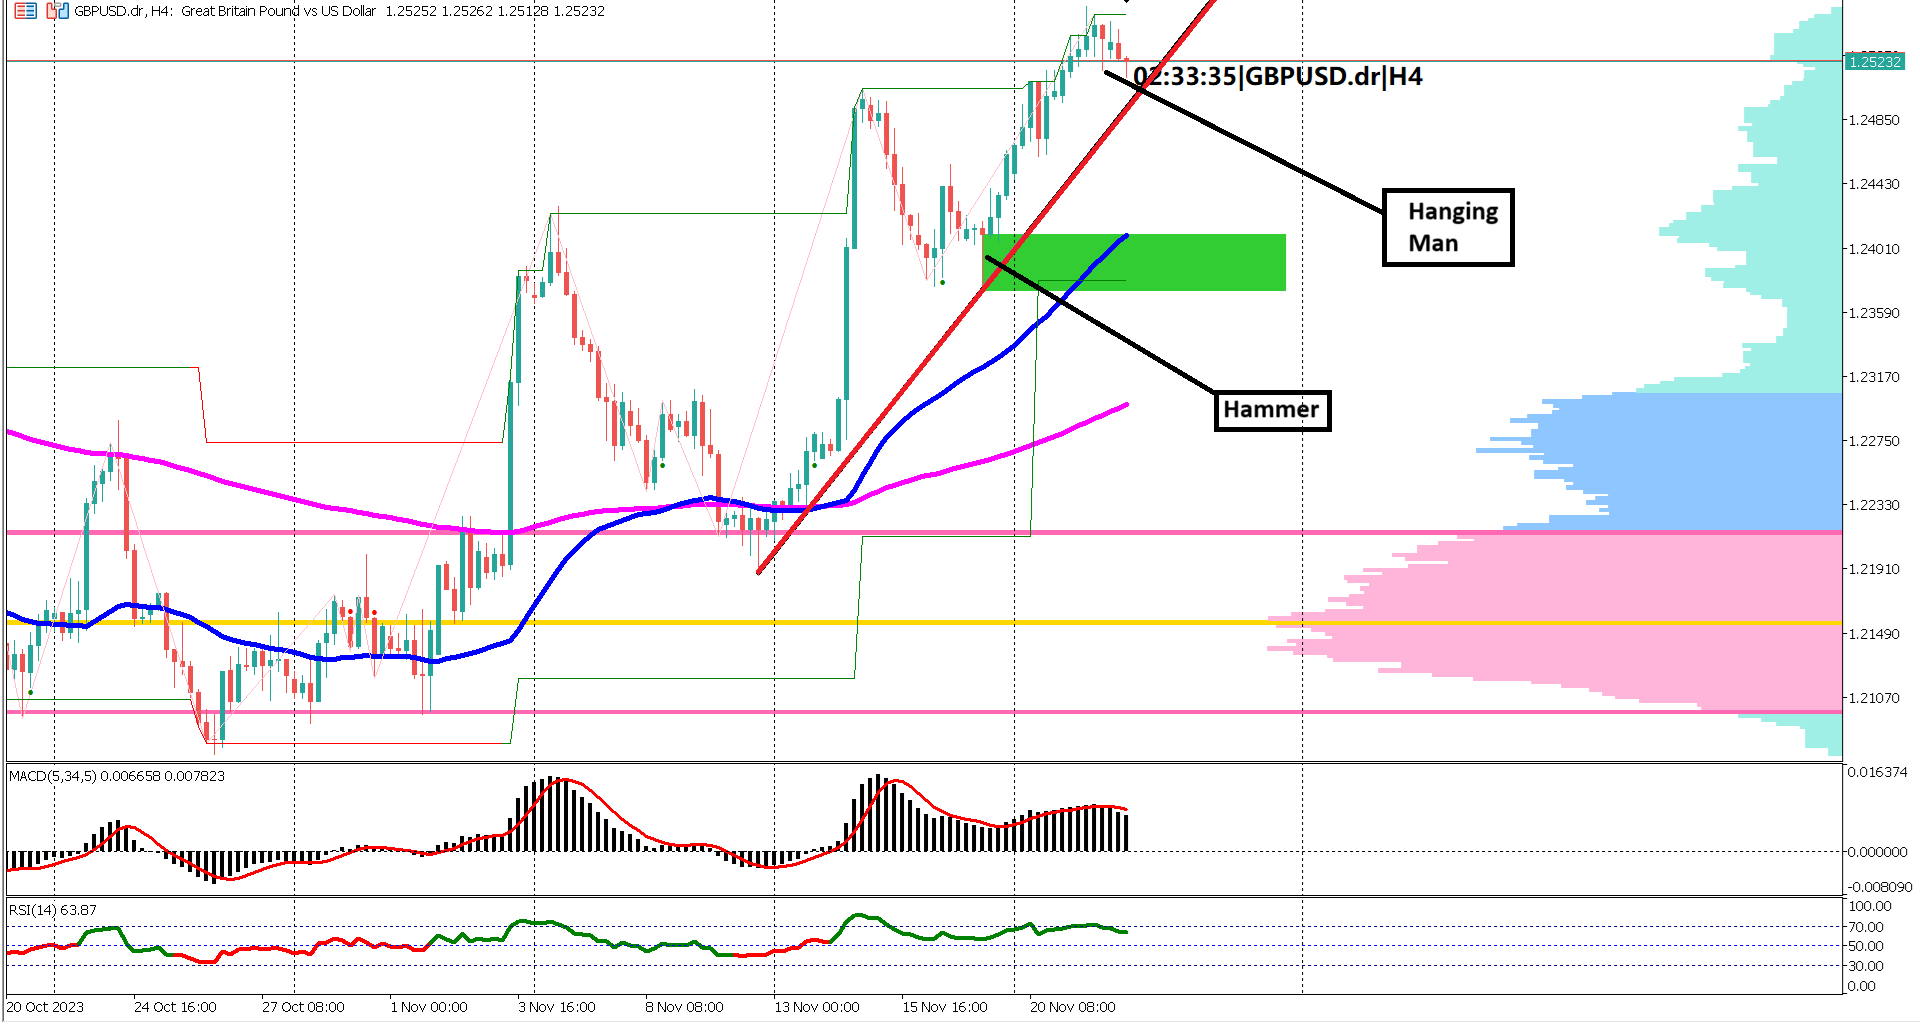 GBPUSD.dr, H4: Great Britain Pound vs US Dollar 1.25252 1.25262 1.25128 1.25232
1.25232
02:33:35|GBPUSD.dr|H4
1.24850
1.24430
Hanging
Man
1.24010
1.23590
1.23170
Hammer
1.22750
1.22330
1.21910
1.21490
1.21070
MACD(5,34,5) 0.006658 0.007823
0.016374
0.000000
-0.008090
RSI(14) 63.87
100.00
70.00
50.00
30.00
0.00
20 Oct 2023
24 Oct 16:00
27 Oct 08:00
1 Nov 00:00
3 Nov 16:00
8 Nov 08:00
13 Nov 00:00
15 Nov 16:00
20 Nov 08:00